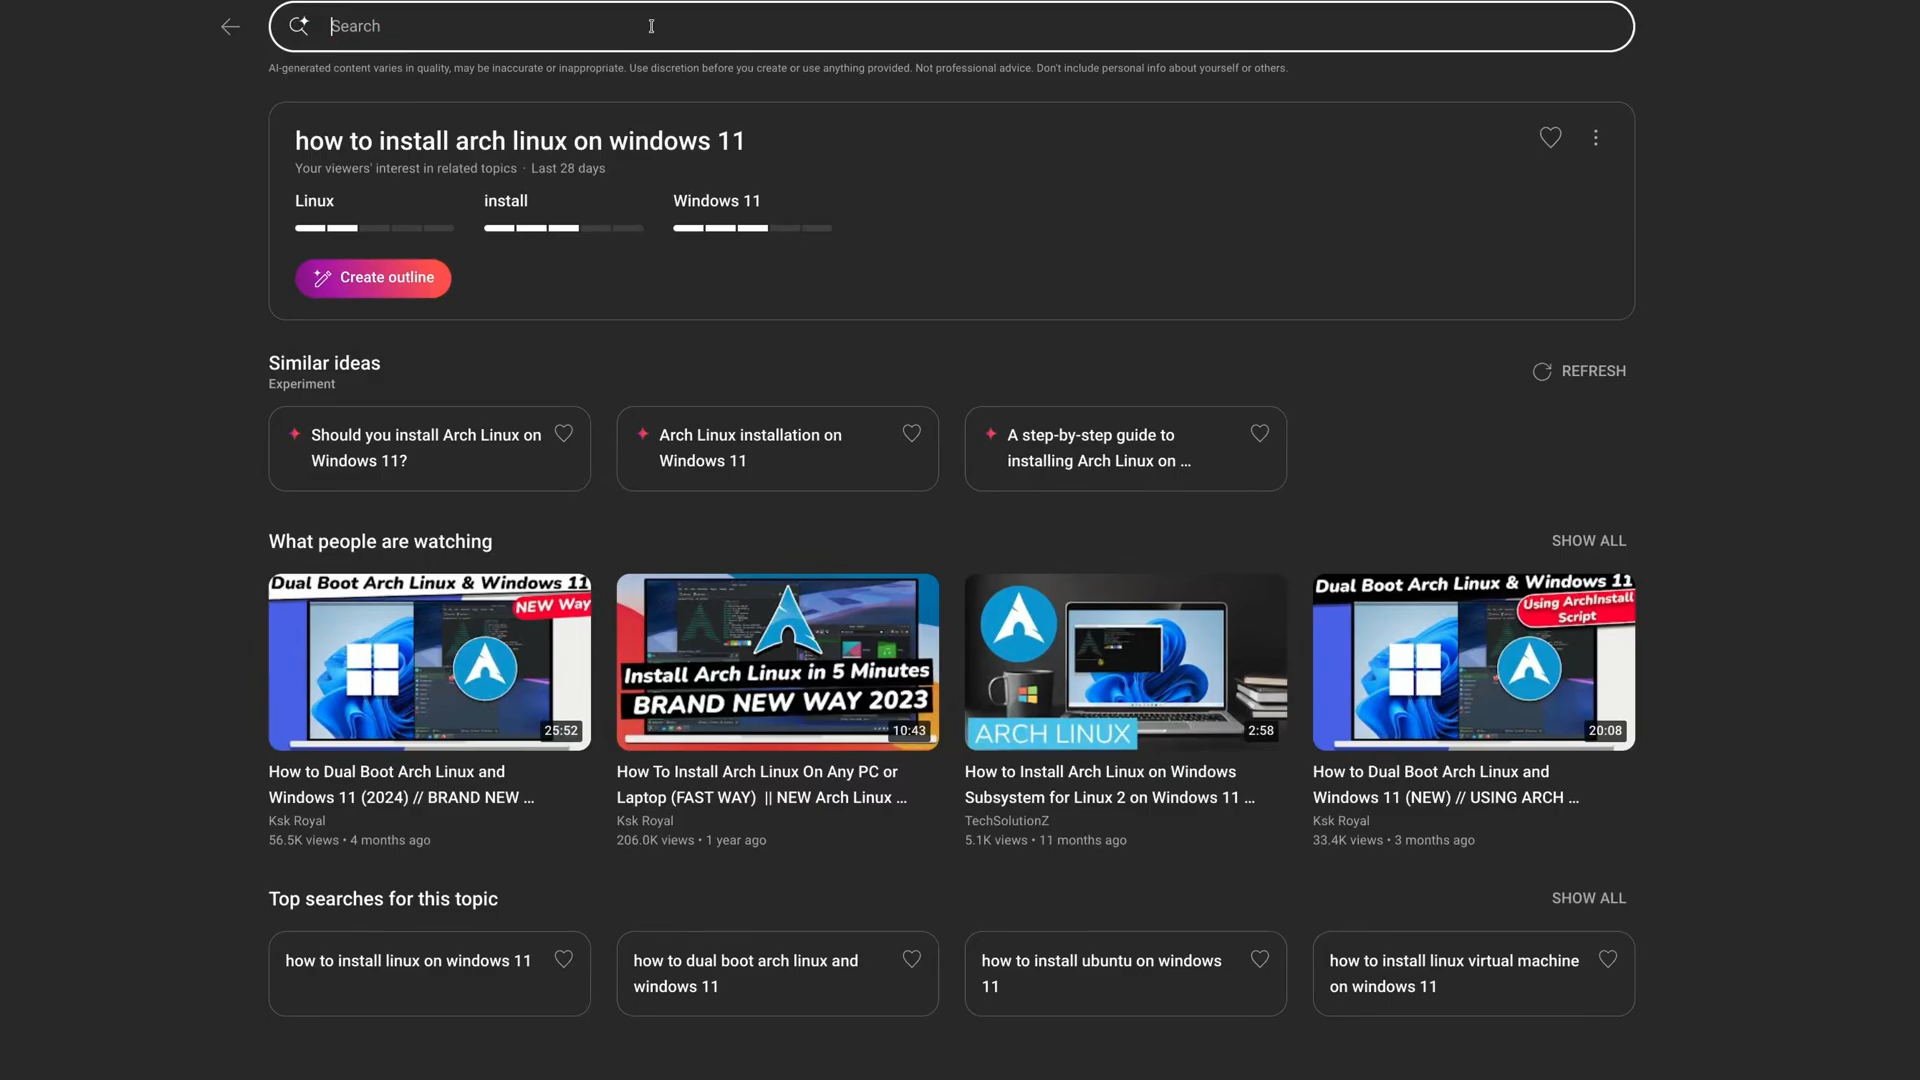 Search
AI-generated content varies in quality, may be inaccurate or inappropriate. Use discretion before you create or use anything provided. Not professional advice. Don't include personal info about yourself or others.
how to install arch linux on windows 11
Your viewers' interest in related topics · Last 28 days
Linux
install
Windows 11
Create outline
Similar ideas
Experiment
REFRESH
Should you install Arch Linux on
Windows 11?
Arch Linux installation on
Windows 11
A step-by-step guide to
installing Arch Linux on ...
What people are watching
SHOW ALL
Dual Boot Arch Linux & Windows 11
NEW Way
25:52
Install Arch Linux in 5 Minutes
BRAND NEW WAY 2023
10:43
ARCH LINUX
2:58
Dual Boot Arch Linux & Windows 11
Using ArchInstall
Script
20:08
How to Dual Boot Arch Linux and
Windows 11 (2024) // BRAND NEW ...
Ksk Royal
56.5K views • 4 months ago
How To Install Arch Linux On Any PC or
Laptop (FAST WAY) || NEW Arch Linux ...
Ksk Royal
206.0K views • 1 year ago
How to Install Arch Linux on Windows
Subsystem for Linux 2 on Windows 11 ...
TechSolutionZ
5.1K views • 11 months ago
How to Dual Boot Arch Linux and
Windows 11 (NEW) // USING ARCH ...
Ksk Royal
33.4K views • 3 months ago
Top searches for this topic
SHOW ALL
how to install linux on windows 11
how to dual boot arch linux and
windows 11
how to install ubuntu on windows
11
how to install linux virtual machine
on windows 11